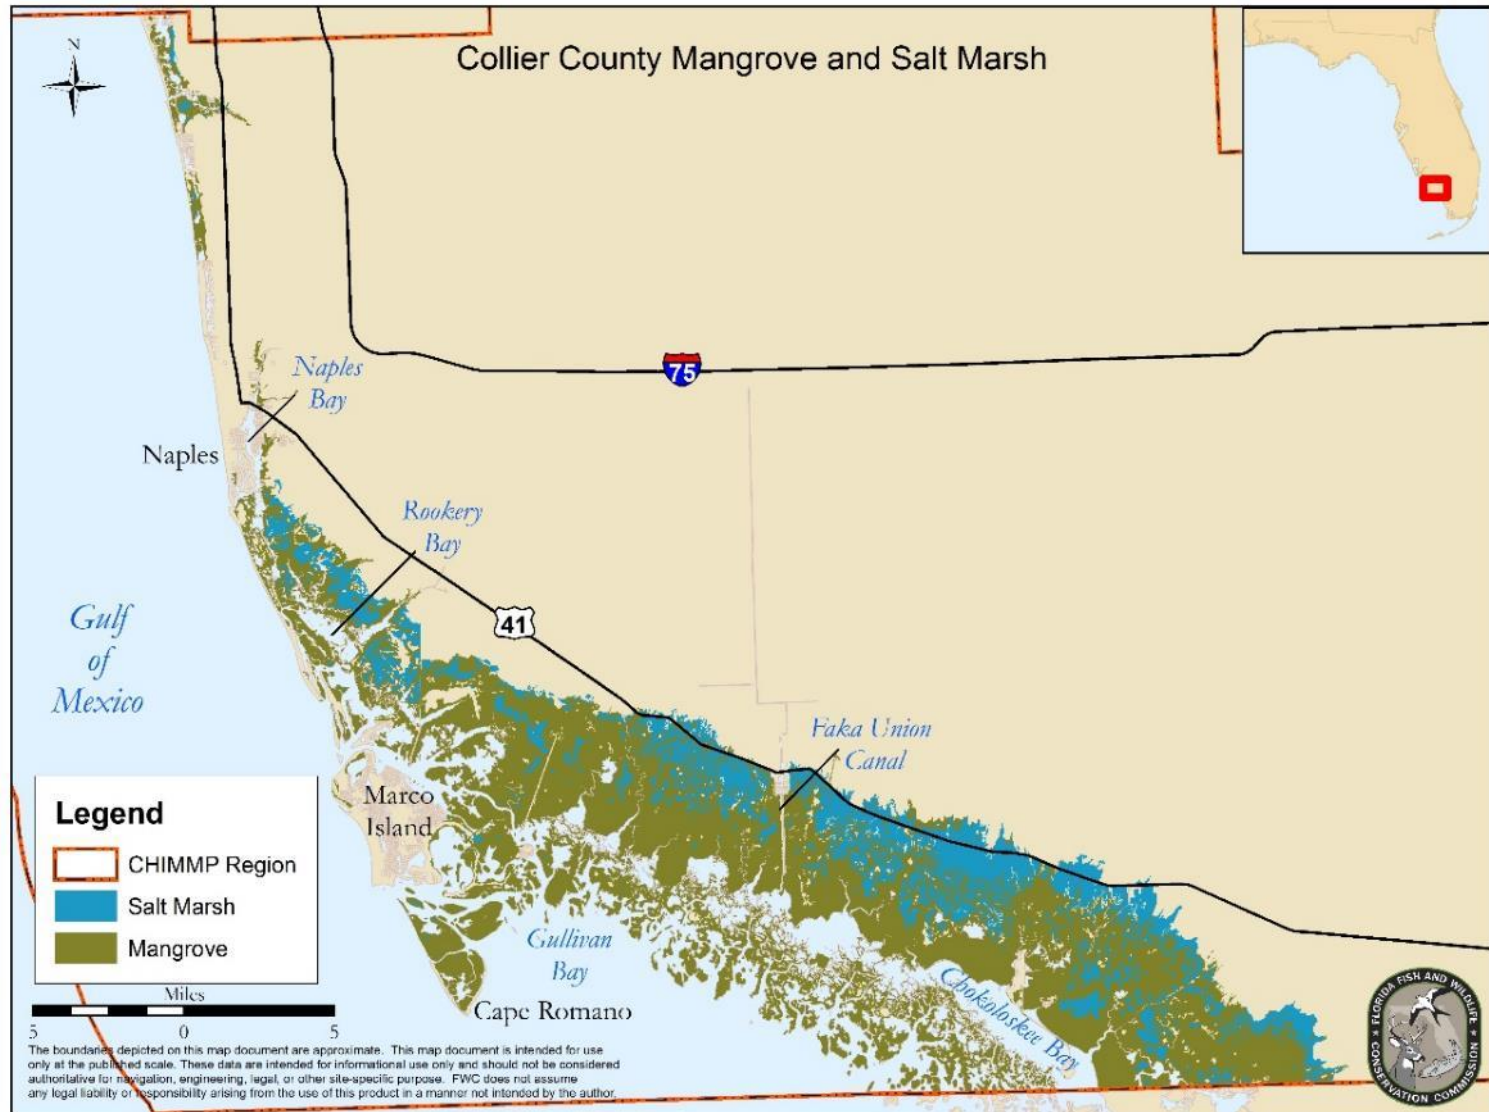 Collier County Mangrove and Salt Marsh
N
75
Naples
Bay
Naples
Rookery
Bay
41
Gulf
of
Mexico
Faka Union
Canal
Marco
Island
Legend
CHIMMP Region
Salt Marsh
Mangrove
Gullivan
Bay
Chokoloskee Bay
Cape Romano
Miles
5 0 5
The boundaries depicted on this map document are approximate. This map document is intended for use
only at the published scale. These data are intended for informational use only and should not be considered
authoritative for navigation, engineering, legal, or other site-specific purpose. FWC does not assume
any legal liability or responsibility arising from the use of this product in a manner not intended by the author.
FLORIDA FISH AND WILDLIFE
CONSERVATION COMMISSION